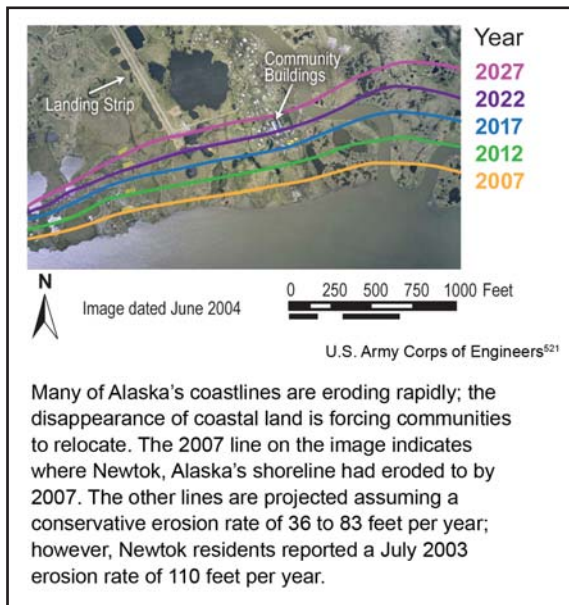 Year
Community
Buildings
Landing Strip
2027
2022
2017
2012
2007
N
Image dated June 2004
0 250 500 750 1000 Feet
U.S. Army Corps of Engineers521
Many of Alaska's coastlines are eroding rapidly; the
disappearance of coastal land is forcing communities
to relocate. The 2007 line on the image indicates
where Newtok, Alaska's shoreline had eroded to by
2007. The other lines are projected assuming a
conservative erosion rate of 36 to 83 feet per year;
however, Newtok residents reported a July 2003
erosion rate of 110 feet per year.